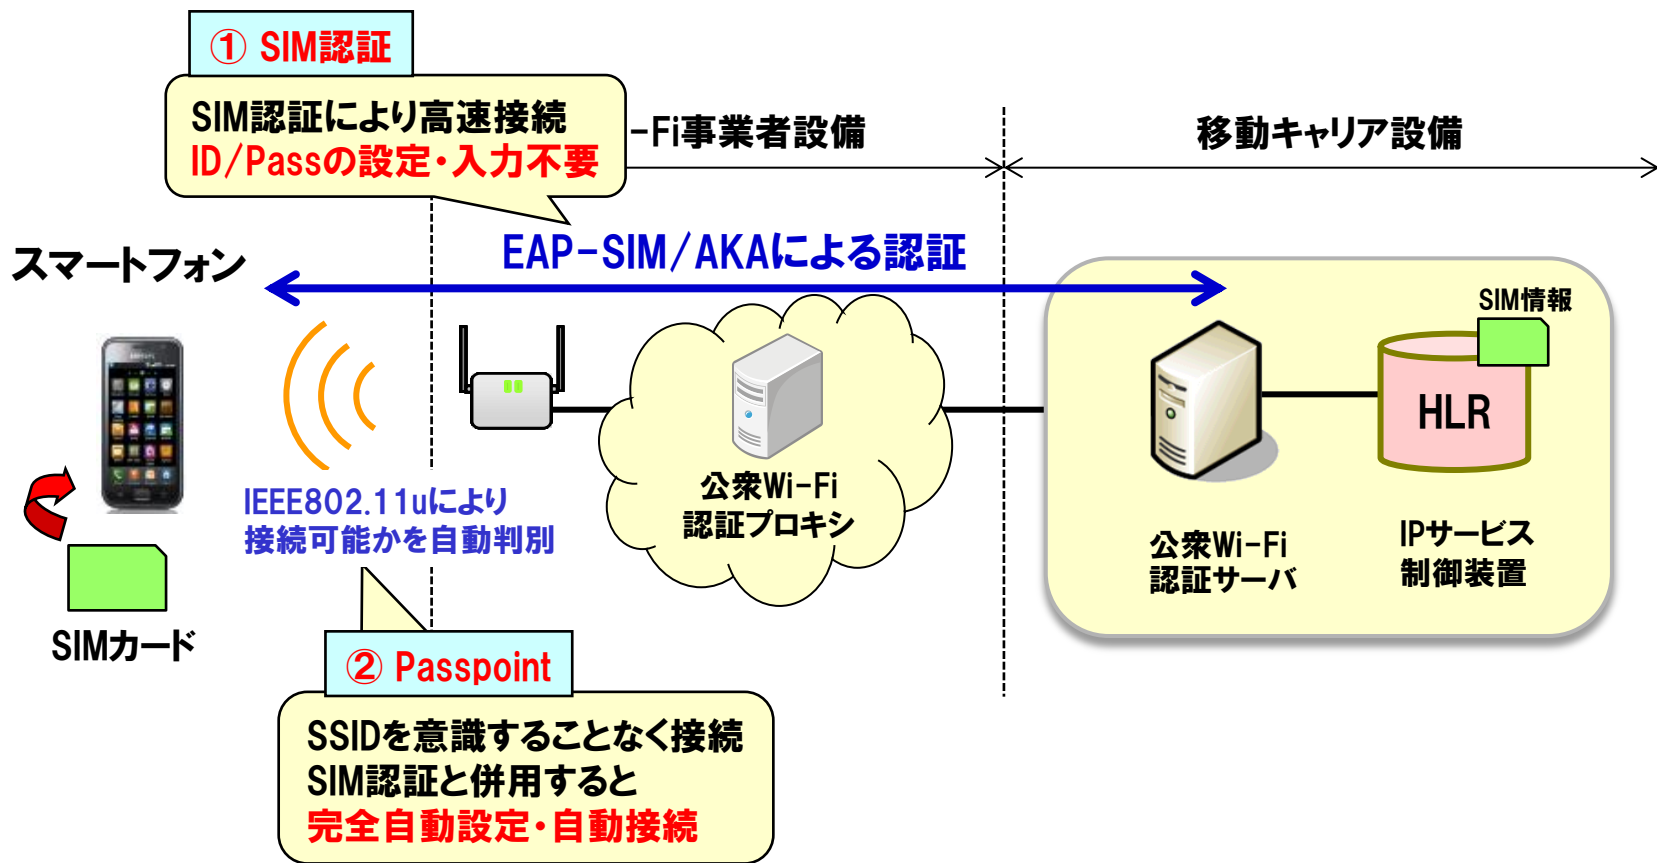 ① SIM認証
SIM認証により高速接続
ID/Passの設定・入力不要
-Fi事業者設備
移動キャリア設備
EAP-SIM/AKAによる認証
スマートフォン
SIM情報
HLR
IEEE802.11uにより
接続可能かを自動判別
公衆Wi-Fi
認証プロキシ
公衆Wi-Fi
認証サーバ
IPサービス
制御装置
SIMカード
② Passpoint
SSIDを意識することなく接続
SIM認証と併用すると
完全自動設定・自動接続